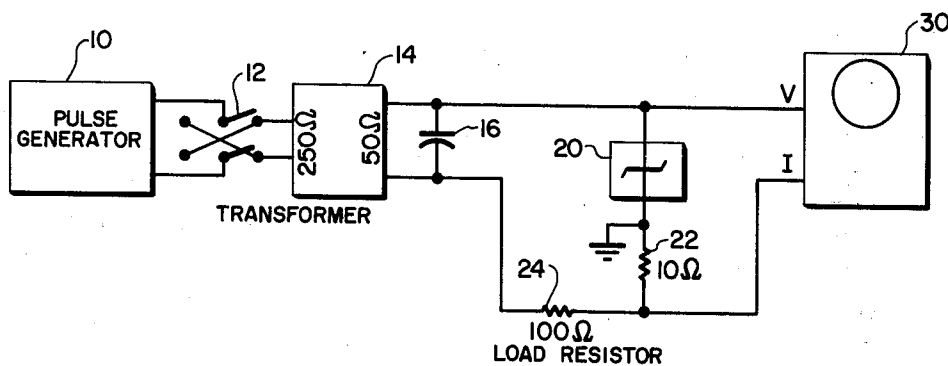 10
PULSE
GENERATOR
12
14
250Ω
50Ω
TRANSFORMER
16
20
22
10Ω
24
100Ω
LOAD RESISTOR
V
I
30